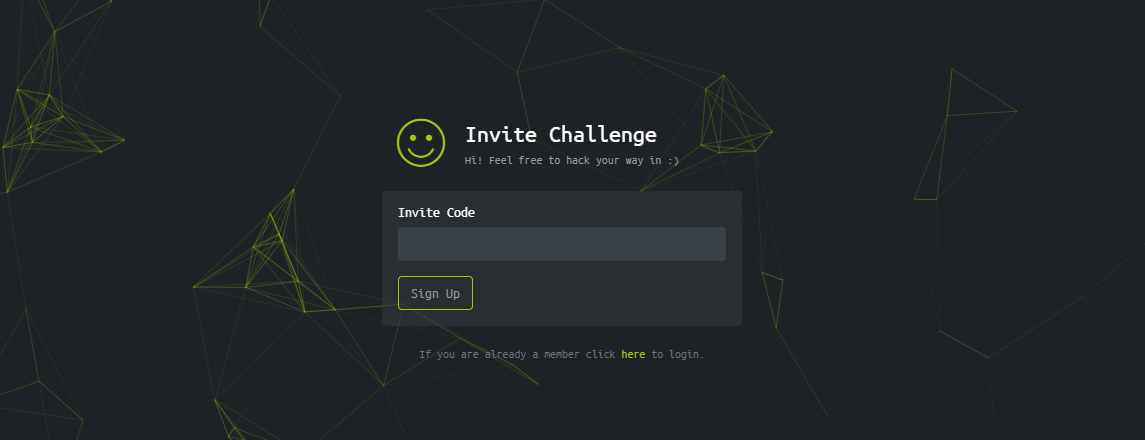 Invite Challenge
Hi! Feel free to hack your way in :)
Invite Code
Sign Up
If you are already a member click here to login.